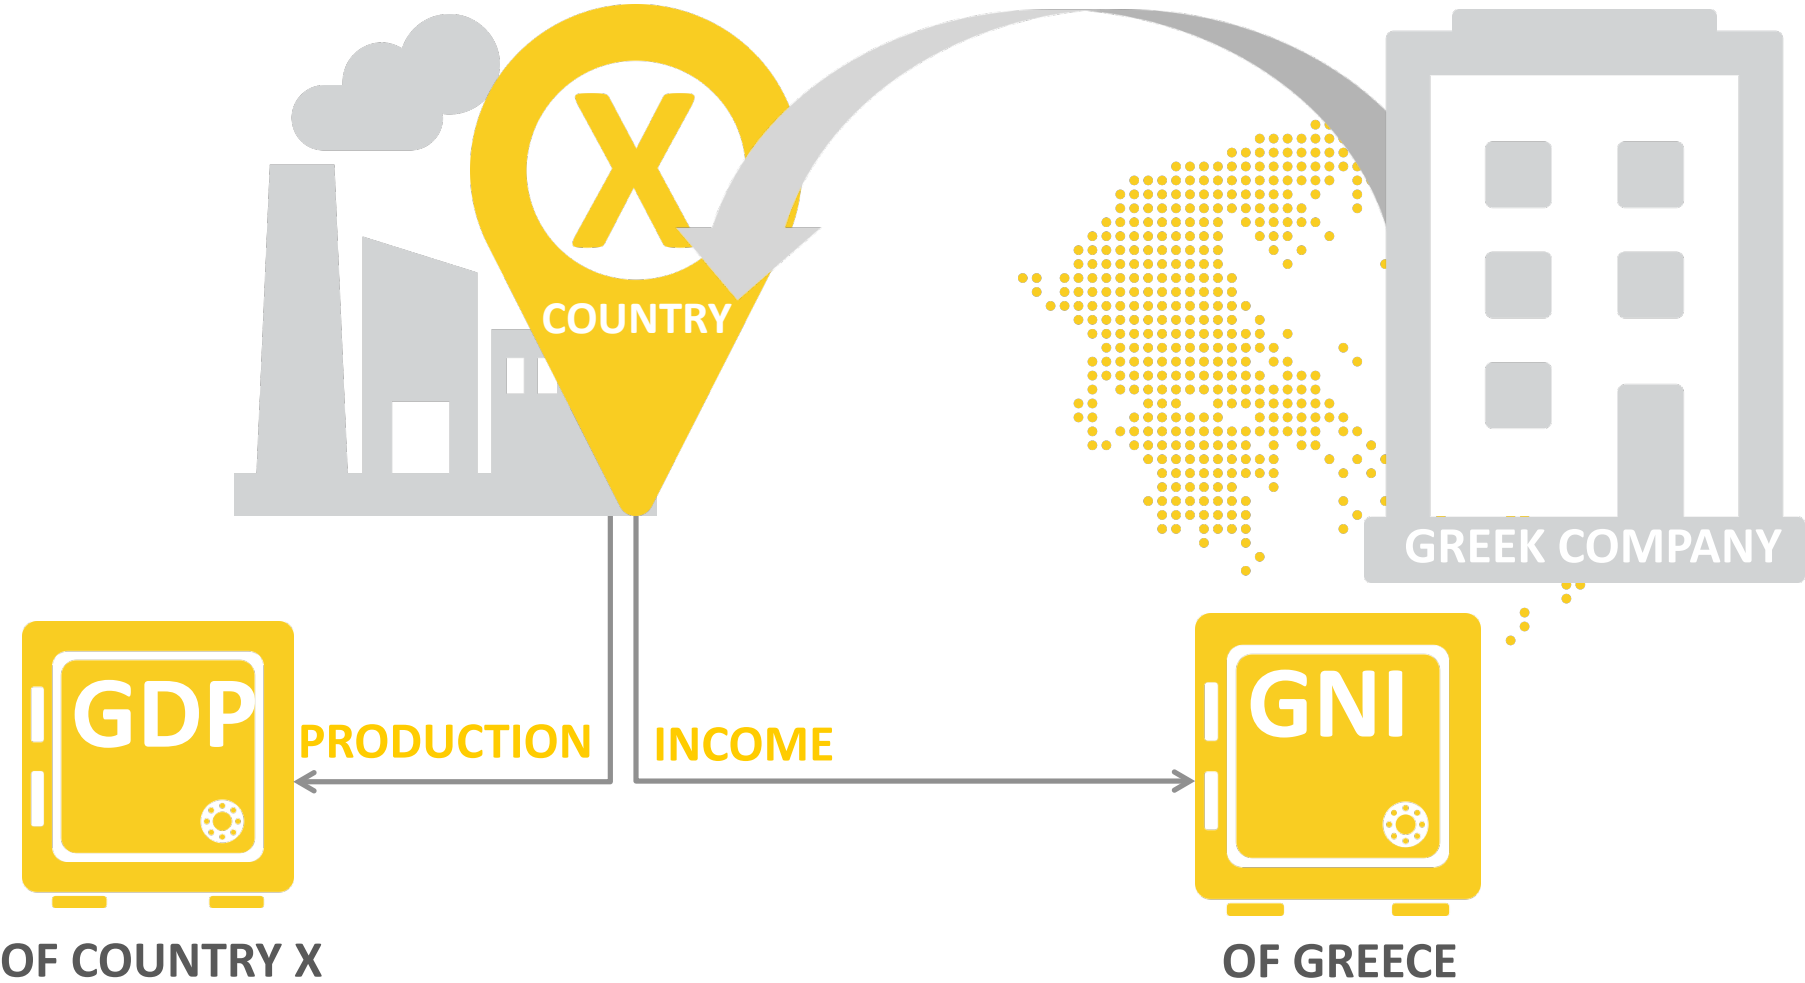 X
COUNTRY
GREEK COMPANY
GDP
PRODUCTION
INCOME
GNI
OF COUNTRY X
OF GREECE